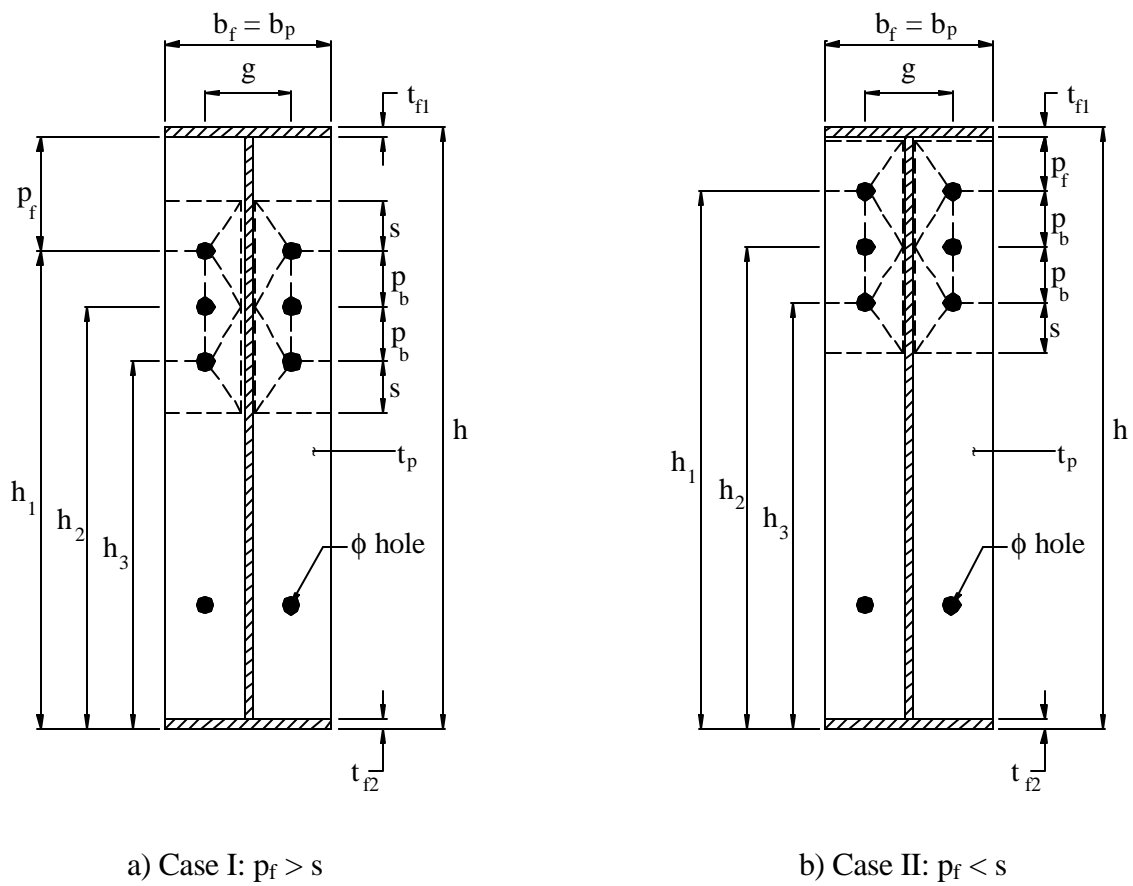 b_f = b_p
g
t_f1
p_f
s
p_b
p_b
s
h
h_1
h_2
h_3
t_p
φ hole
t_f2
a) Case I: p_f > s
b_f = b_p
g
t_f1
p_f
p_b
p_b
s
h
h_1
h_2
h_3
t_p
φ hole
t_f2
b) Case II: p_f < s